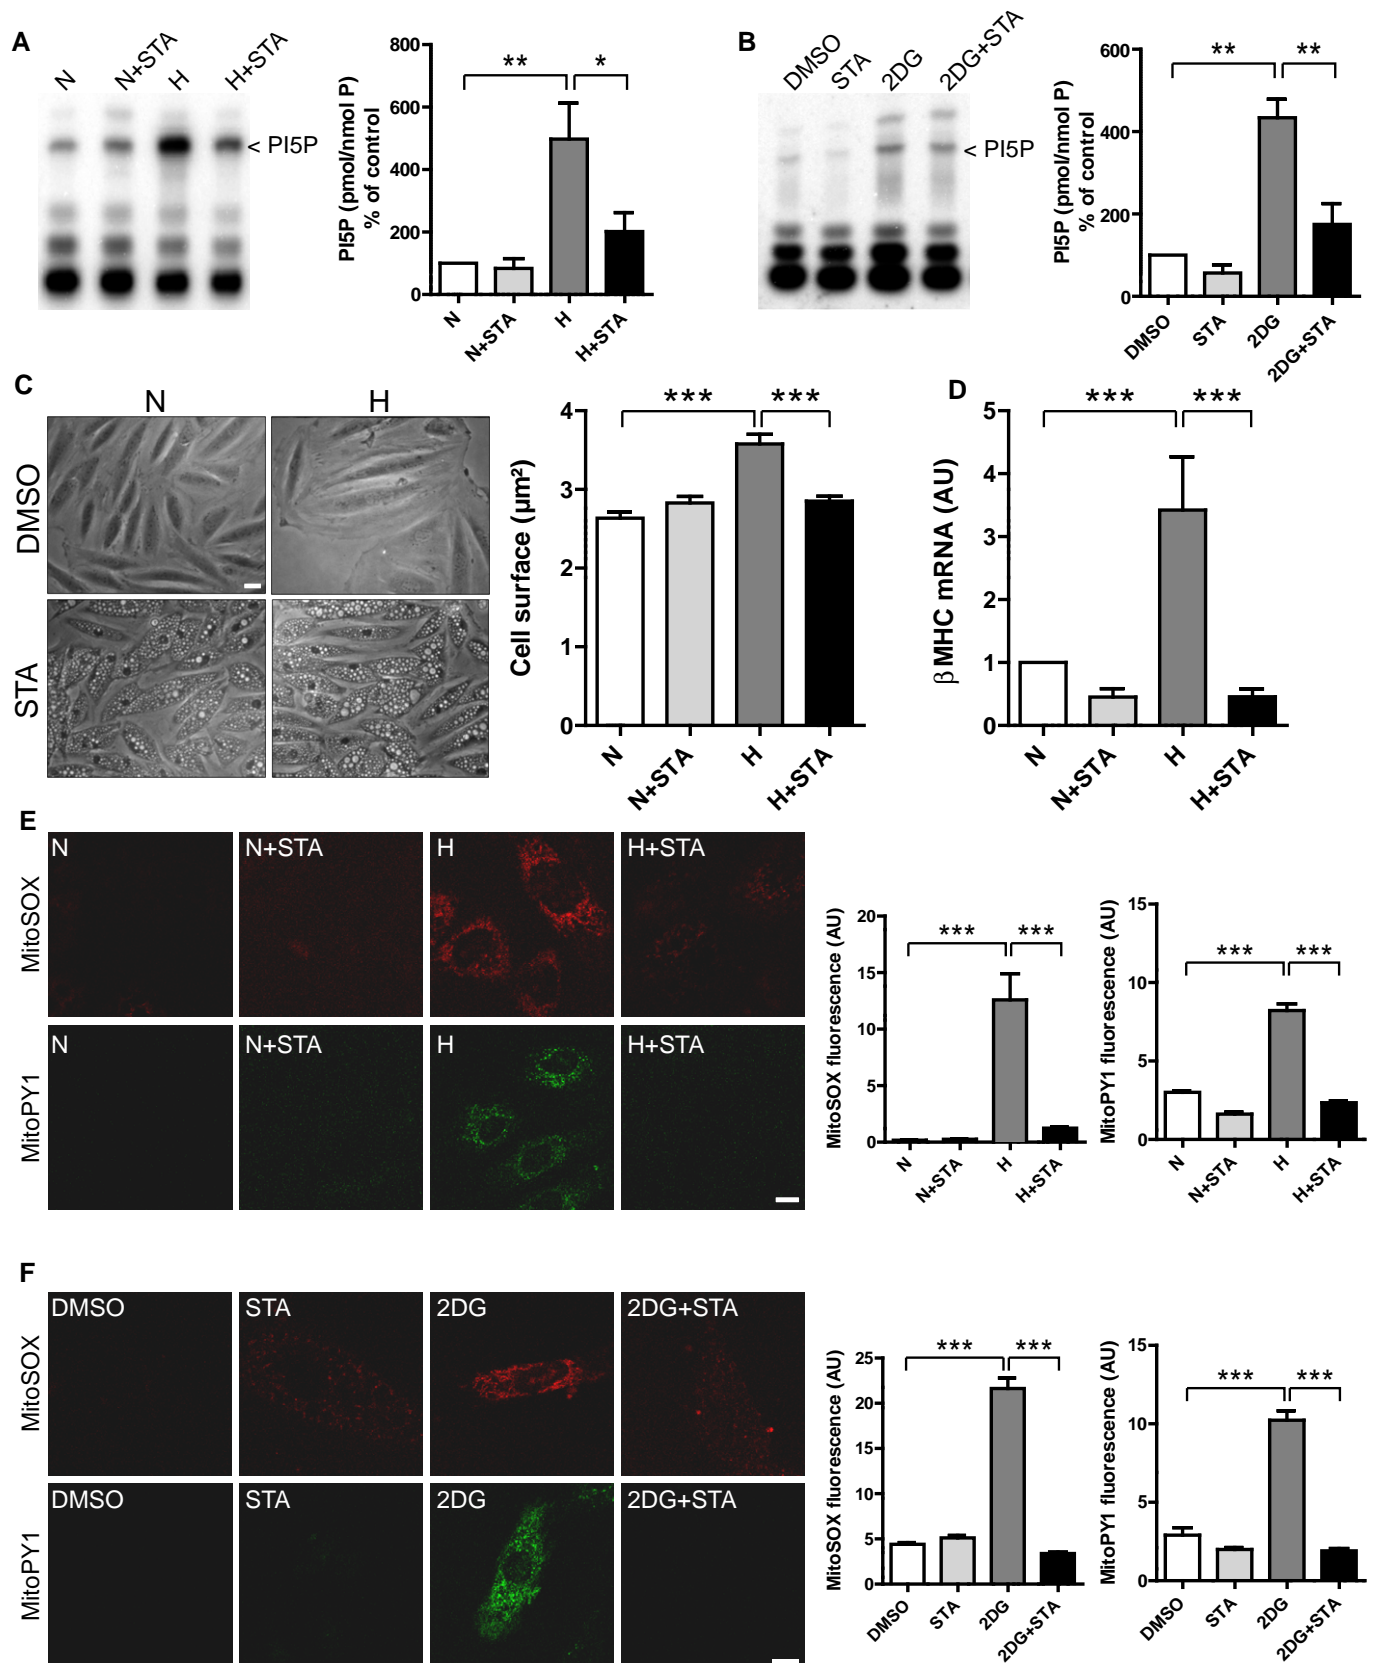 A
N
N+STA
H
H+STA
< PI5P
PI5P (pmol/nmol P)
% of control
800
600
400
200
0
**
*
N
N+STA
H
H+STA
B
DMSO
STA
2DG
2DG+STA
< PI5P
PI5P (pmol/nmol P)
% of control
600
400
200
0
**
**
DMSO
STA
2DG
2DG+STA
C
N
H
DMSO
STA
Cell surface (µm²)
4
3
2
1
0
***
***
N
N+STA
H
H+STA
D
βMHC mRNA (AU)
5
4
3
2
1
0
***
***
N
N+STA
H
H+STA
E
MitoSOX
N
N+STA
H
H+STA
MitoPY1
N
N+STA
H
H+STA
MitoSOX fluorescence (AU)
20
15
10
5
0
***
***
N
N+STA
H
H+STA
MitoPY1 fluorescence (AU)
15
10
5
0
***
***
N
N+STA
H
H+STA
F
MitoSOX
DMSO
STA
2DG
2DG+STA
MitoPY1
DMSO
STA
2DG
2DG+STA
MitoSOX fluorescence (AU)
25
20
15
10
5
0
***
***
DMSO
STA
2DG
2DG+STA
MitoPY1 fluorescence (AU)
15
10
5
0
***
***
DMSO
STA
2DG
2DG+STA